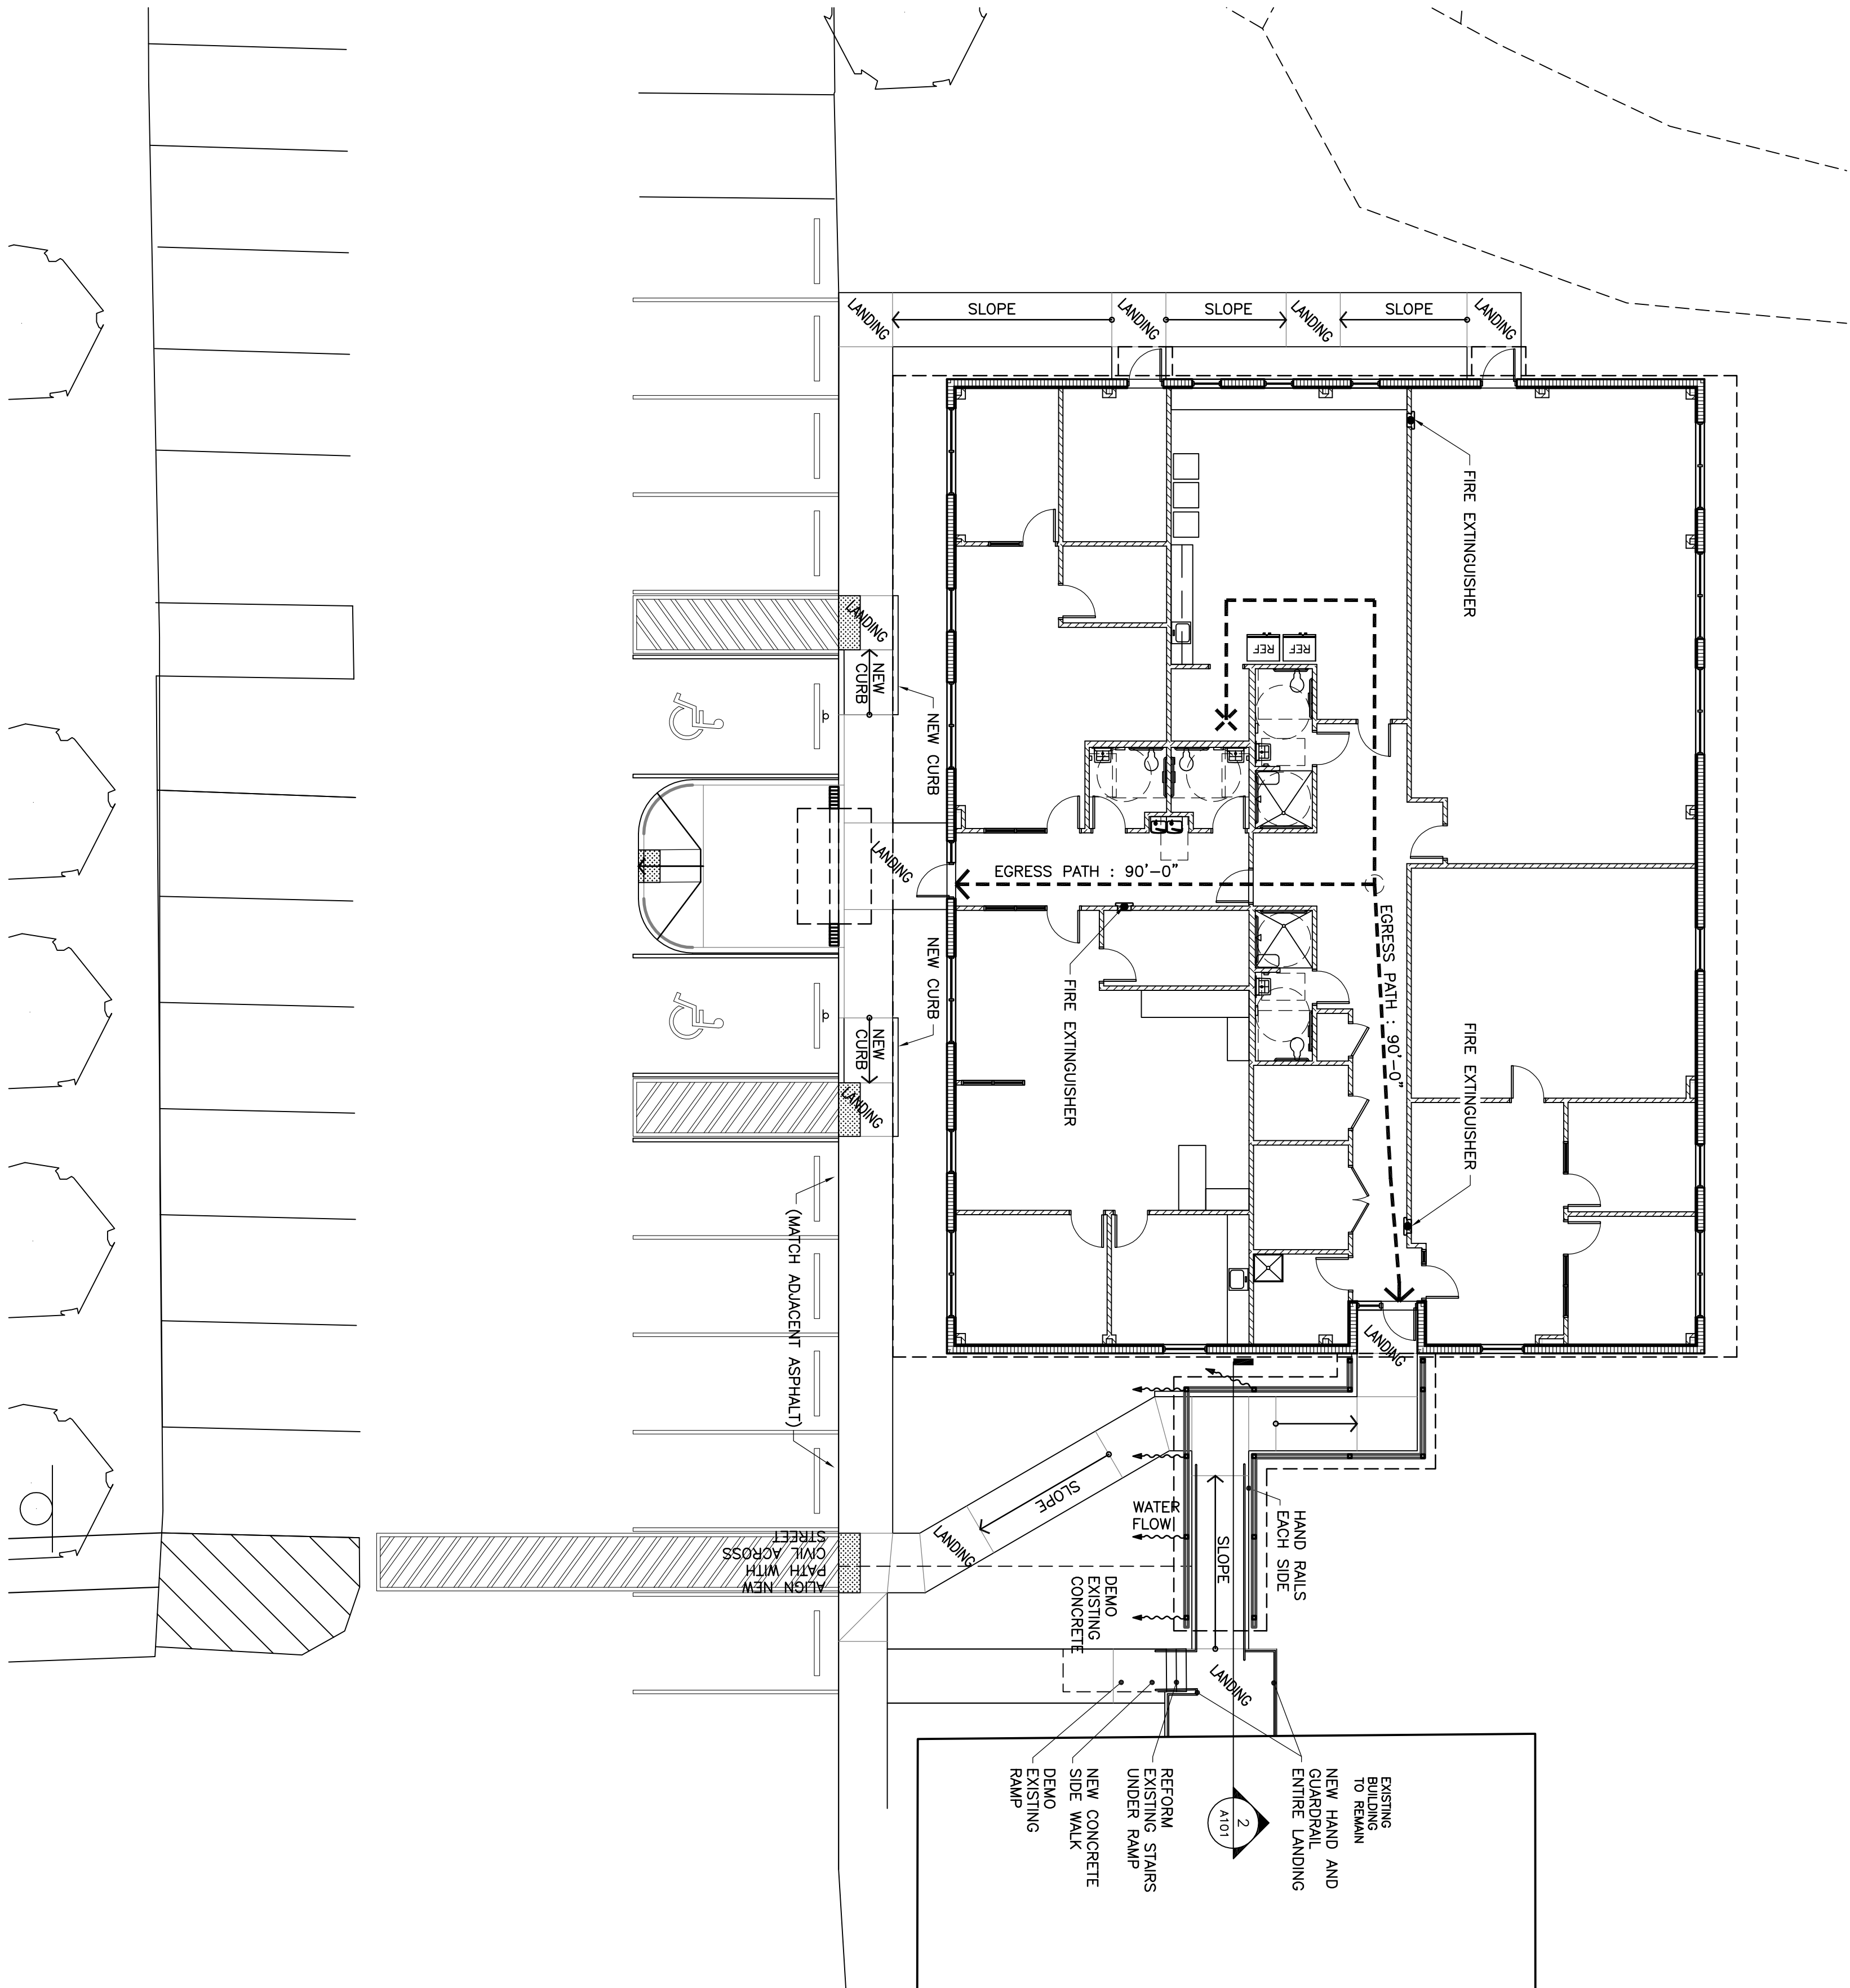 LANDING
SLOPE
LANDING
SLOPE
LANDING
SLOPE
LANDING
FIRE EXTINGUISHER
LANDING
NEW
CURB
NEW CURB
REF
REF
LANDING
EGRESS PATH : 90'-0"
EGRESS PATH : 90'-0"
NEW CURB
FIRE EXTINGUISHER
FIRE EXTINGUISHER
NEW
CURB
LANDING
(MATCH ADJACENT ASPHALT)
LANDING
SLOPE
LANDING
WATER
FLOW
SLOPE
HAND RAILS
EACH SIDE
ALIGN NEW
PATH WITH
CIVIL ACROSS
STREET
DEMO
EXISTING
CONCRETE
LANDING
EXISTING
BUILDING
TO REMAIN
NEW HAND AND
GUARDRAIL
ENTIRE LANDING
2
A101
REFORM
EXISTING STAIRS
UNDER RAMP
NEW CONCRETE
SIDE WALK
DEMO
EXISTING
RAMP